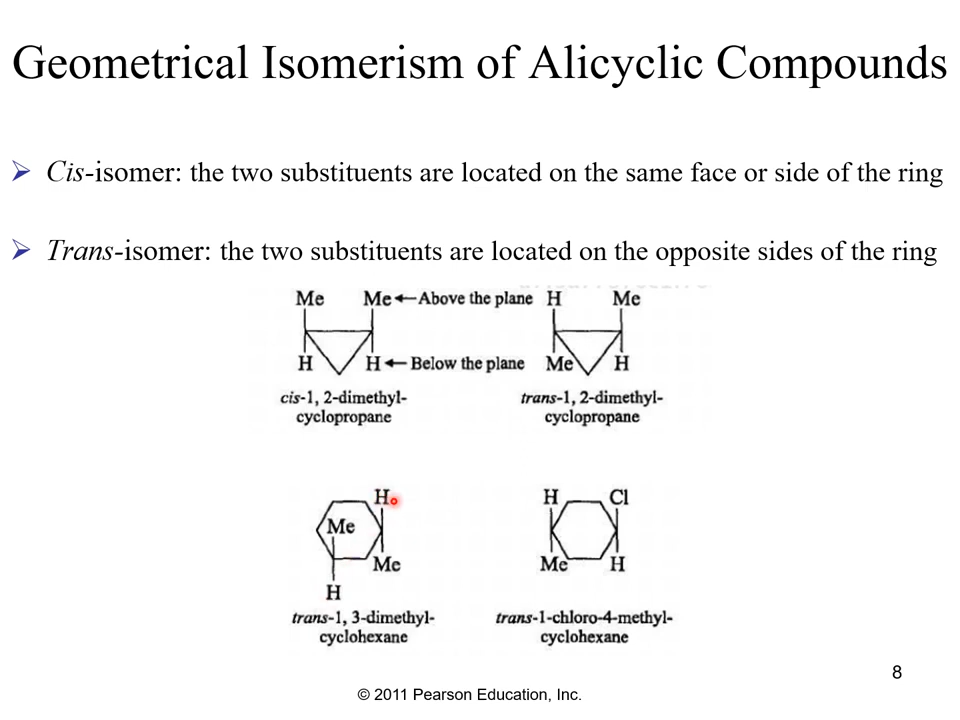 Geometrical Isomerism of Alicyclic Compounds
Cis-isomer: the two substituents are located on the same face or side of the ring
Trans-isomer: the two substituents are located on the opposite sides of the ring
Me Me ←Above the plane H Me
H H ←Below the plane Me H
cis-1, 2-dimethyl- trans-1, 2-dimethyl-
cyclopropane cyclopropane
H H Cl
Me
Me Me H
H
trans-1, 3-dimethyl- trans-1-chloro-4-methyl-
cyclohexane cyclohexane
8
© 2011 Pearson Education, Inc.